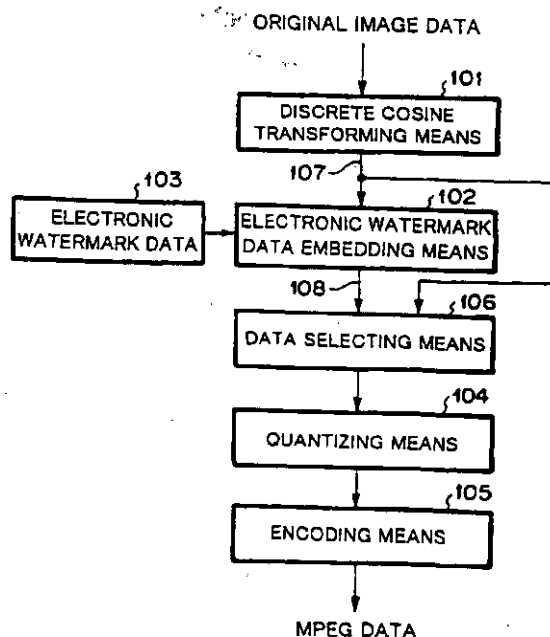 ORIGINAL IMAGE DATA
101
DISCRETE COSINE
TRANSFORMING MEANS
107
103
102
ELECTRONIC
WATERMARK DATA
ELECTRONIC WATERMARK
DATA EMBEDDING MEANS
108
106
DATA SELECTING MEANS
104
QUANTIZING MEANS
105
ENCODING MEANS
MPEG DATA